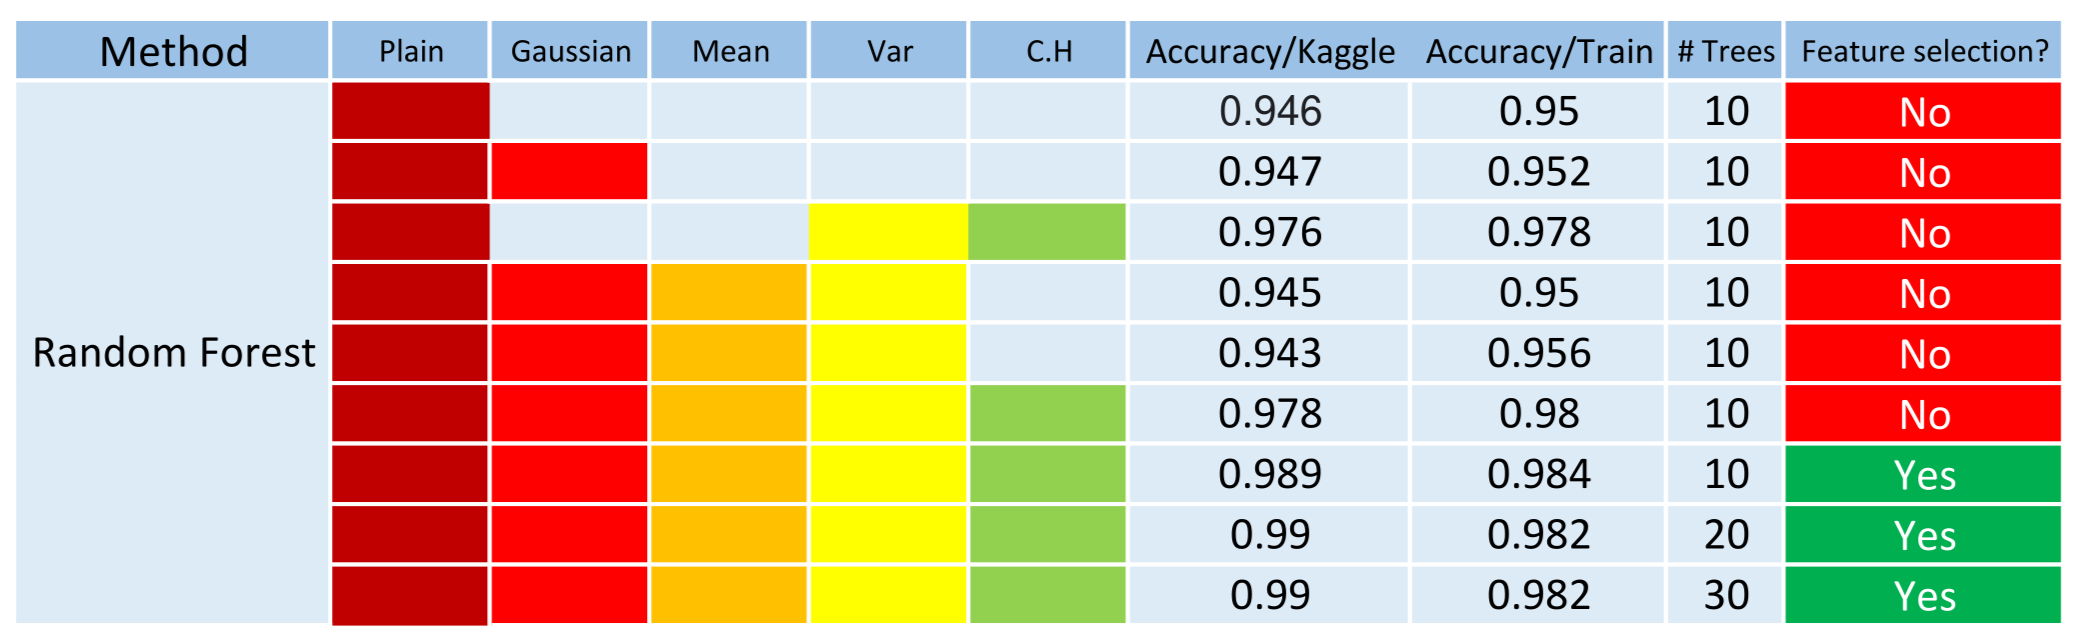 Method Plain Gaussian Mean Var C.H Accuracy/Kaggle Accuracy/Train # Trees Feature selection?
0.946 0.95 10 No
0.947 0.952 10 No
0.976 0.978 10 No
0.945 0.95 10 No
Random Forest 0.943 0.956 10 No
0.978 0.98 10 No
0.989 0.984 10 Yes
0.99 0.982 20 Yes
0.99 0.982 30 Yes